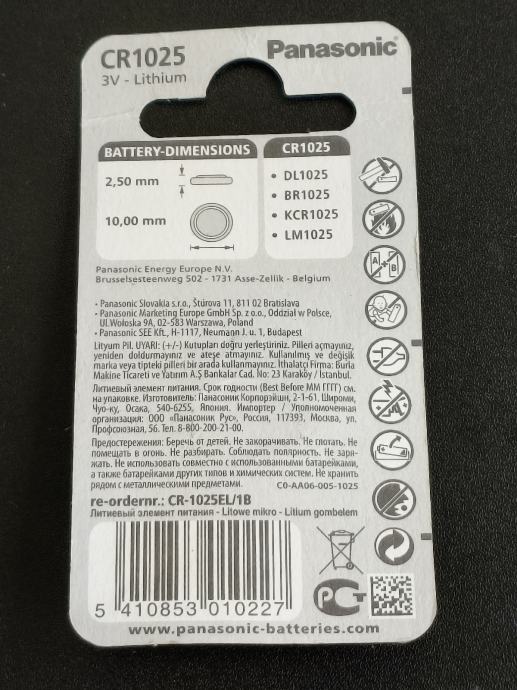 CR1025
3V - Lithium
Panasonic
BATTERY-DIMENSIONS
2,50 mm
10,00 mm
CR1025
• DL1025
• BR1025
• KCR1025
• LM1025
Panasonic Energy Europe N.V.
Brusselsesteenweg 502 - 1731 Asse-Zellik - Belgium
• Panasonic Slovakia s.r.o., Štúrova 11, 811 02 Bratislava
• Panasonic Marketing Europe GmbH Sp. z o.o., Oddział w Polsce,
UL.Wołoska 9A, 02-583 Warszawa, Poland
• Panasonic SEE Kft., H-1117, Neumann J. u. 1, Budapest
Lityum Pil. UYARI: (+/-) Kutupları doğru yerleştiriniz. Pilleri açmayınız,
yeniden doldurmayınız ve ateşe atmayınız. Kullanılmış ve değişik
marka veya tipteki pilleri bir arada kullanmayınız. İthalatçı Firma: Burla
Makine Ticareti ve Yatırım A.Ş Bankalar Cad. No: 23 Karaköy / İstanbul.
Литиевый элемент питания. Срок годности (Best Before MM ГГГГ) см.
на упаковке. Изготовитель: Панасоник Корпорэйшн, 2-1-61, Широми,
Чуо-ку, Осака, 540-6255, Япония. Импортер / Уполномоченная
организация: ООО «Панасоник Рус», Россия, 117393, Москва, ул.
Профсоюзная, 56. Тел. 8-800-200-21-00.
Предостережения: Беречь от детей. Не закорачивать. Не глотать. Не
помещать в огонь. Не разбирать. Соблюдать полярность. Не заря-
жать. Не использовать совместно с использованными батарейками,
а также батарейками других типов и химических систем. Не хранить
рядом с металлическими предметами.
C0-AA06-005-1025
re-ordernr.: CR-1025EL/1B
Литиевый элемент питания - Litowe mikro - Lítium gombelem
5 410853 010227
A + B
РСТ
www.panasonic-batteries.com